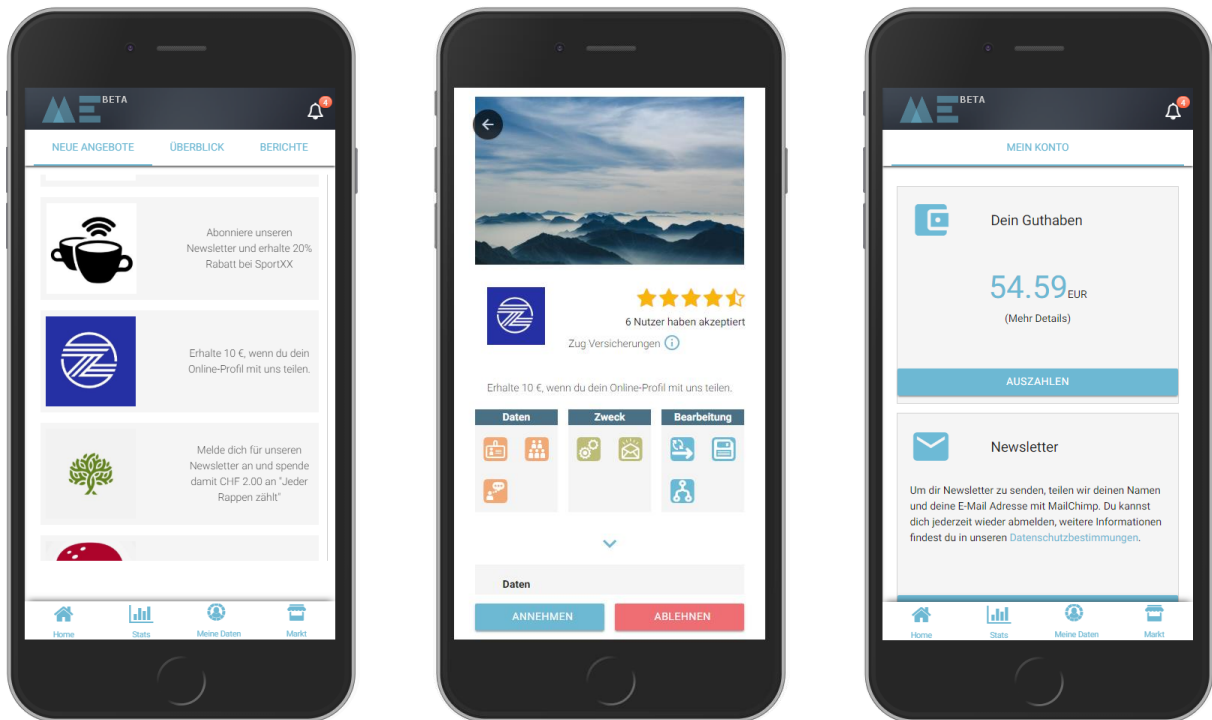 ME BETA
4
NEUE ANGEBOTE ÜBERBLICK BERICHTE
Abonniere unseren
Newsletter und erhalte 20%
Rabatt bei SportXX
Erhalte 10 €, wenn du dein
Online-Profil mit uns teilen.
Melde dich für unseren
Newsletter an und spende
damit CHF 2.00 an "Jeder
Rappen zählt"
Home Stats Meine Daten Markt
6 Nutzer haben akzeptiert
Zug Versicherungen
Erhalte 10 €, wenn du dein Online-Profil mit uns teilen.
Daten Zweck Bearbeitung
Daten
ANNEHMEN ABLEHNEN
ME BETA
4
MEIN KONTO
Dein Guthaben
54.59 EUR
(Mehr Details)
AUSZAHLEN
Newsletter
Um dir Newsletter zu senden, teilen wir deinen Namen
und deine E-Mail Adresse mit MailChimp. Du kannst
dich jederzeit wieder abmelden, weitere Informationen
findest du in unseren Datenschutzbestimmungen.
Home Stats Meine Daten Markt